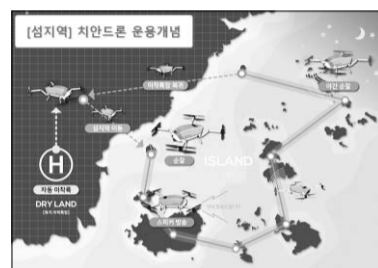 [섬지역] 치안드론 운용개념
이착륙장 복귀
야간 순찰
섬지역 이동
순찰
ISLAND
H
자동 이착륙
DRY LAND
스피커 방송